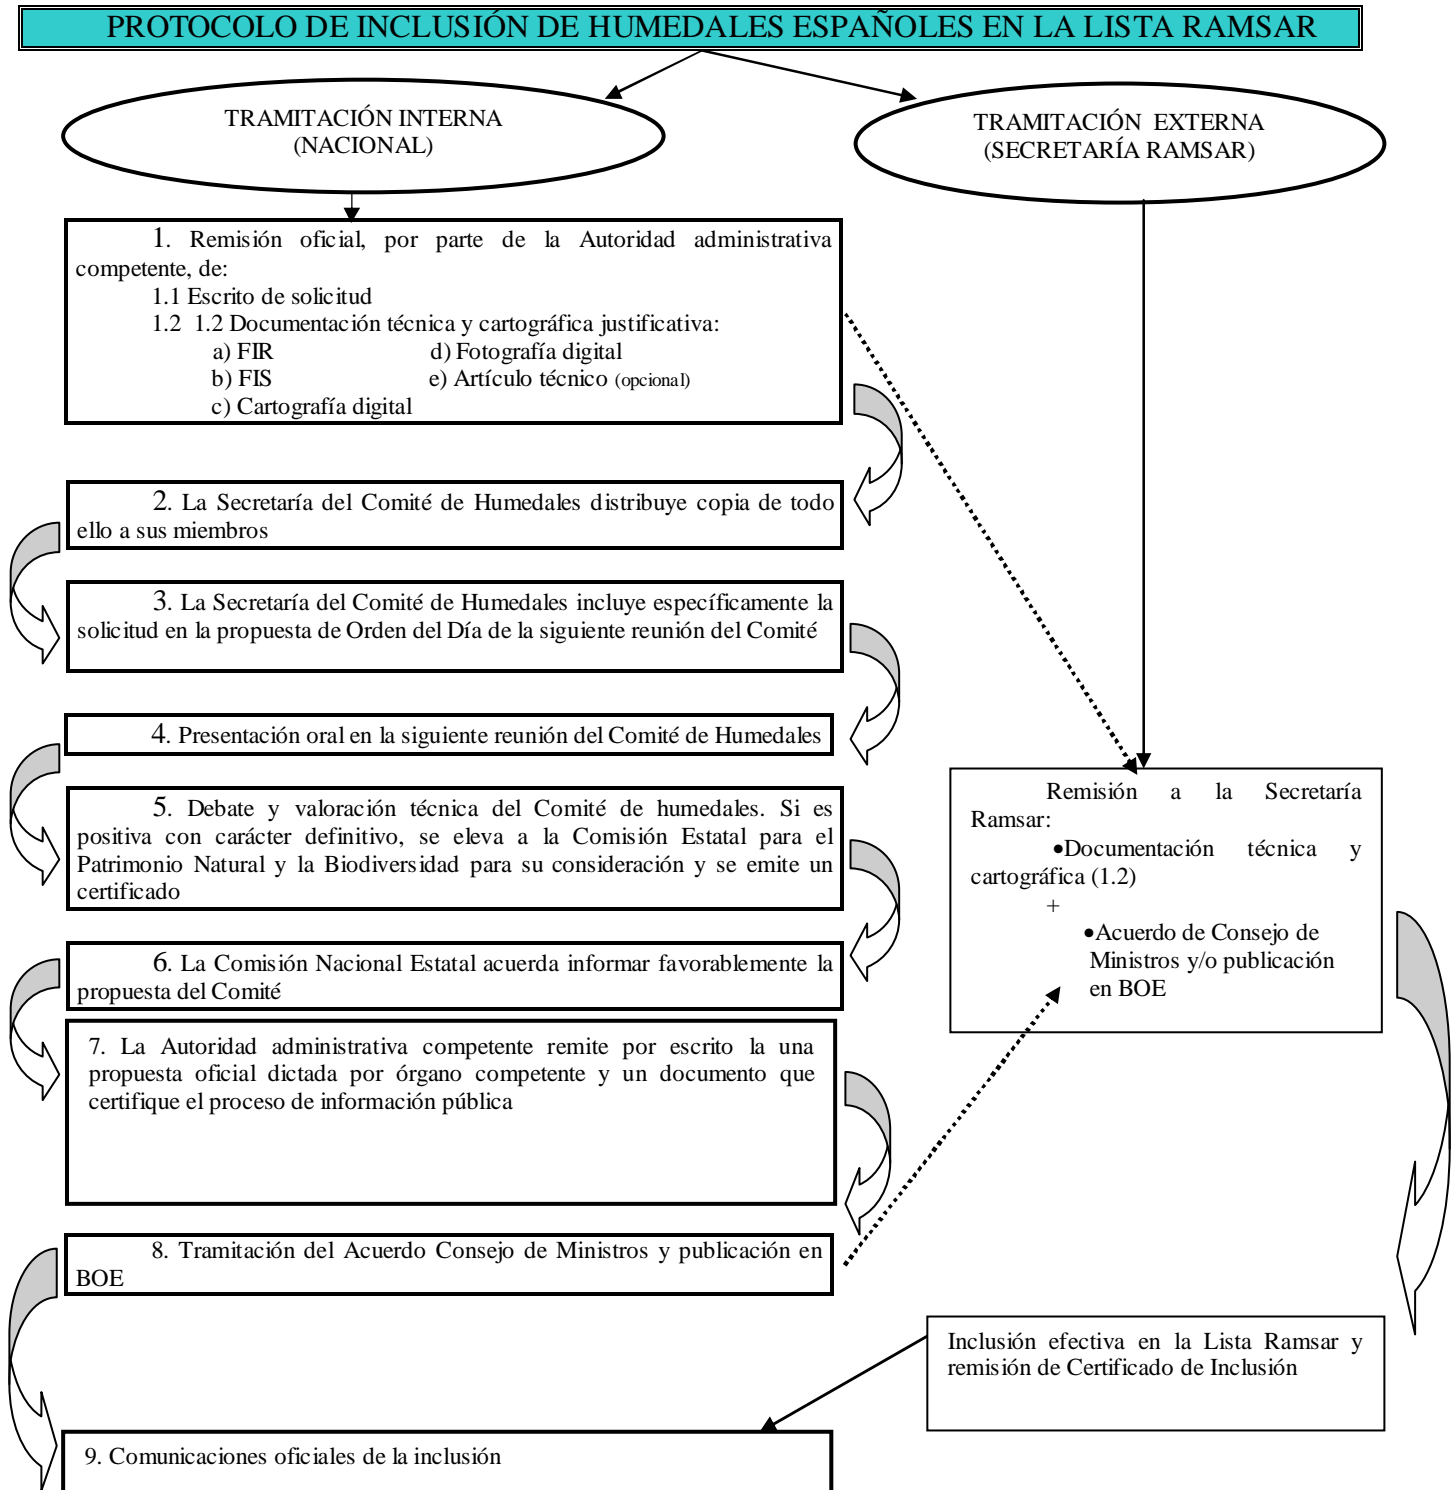 PROTOCOLO DE INCLUSIÓN DE HUMEDALES ESPAÑOLES EN LA LISTA RAMSAR
TRAMITACIÓN INTERNA
(NACIONAL)
TRAMITACIÓN EXTERNA
(SECRETARÍA RAMSAR)
1. Remisión oficial, por parte de la Autoridad administrativa
competente, de:
1.1 Escrito de solicitud
1.2 1.2 Documentación técnica y cartográfica justificativa:
a) FIR d) Fotografía digital
b) FIS e) Artículo técnico (opcional)
c) Cartografía digital
2. La Secretaría del Comité de Humedales distribuye copia de todo
ello a sus miembros
3. La Secretaría del Comité de Humedales incluye específicamente la
solicitud en la propuesta de Orden del Día de la siguiente reunión del Comité
4. Presentación oral en la siguiente reunión del Comité de Humedales
5. Debate y valoración técnica del Comité de humedales. Si es
positiva con carácter definitivo, se eleva a la Comisión Estatal para el
Patrimonio Natural y la Biodiversidad para su consideración y se emite un
certificado
6. La Comisión Nacional Estatal acuerda informar favorablemente la
propuesta del Comité
7. La Autoridad administrativa competente remite por escrito la una
propuesta oficial dictada por órgano competente y un documento que
certifique el proceso de información pública
8. Tramitación del Acuerdo Consejo de Ministros y publicación en
BOE
Remisión a la Secretaría
Ramsar:
•Documentación técnica y
cartográfica (1.2)
+
•Acuerdo de Consejo de
Ministros y/o publicación
en BOE
Inclusión efectiva en la Lista Ramsar y
remisión de Certificado de Inclusión
9. Comunicaciones oficiales de la inclusión